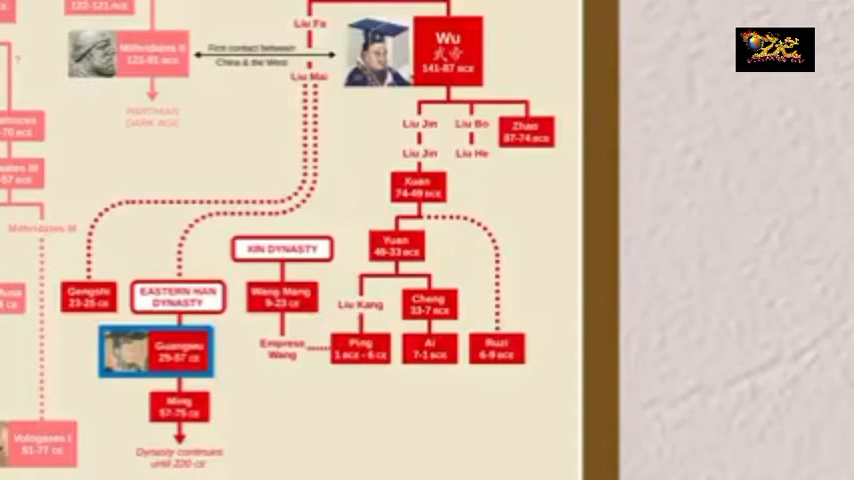 122-121 BCE
Liu Fa
Wu
武帝
141-87 BCE
Mithridates II
121-91 BCE
First contact between
China & the West
Liu Mai
?
PARTHIAN
DARK AGE
Liu Jin
Liu Bo
Zhao
87-74 BCE
Liu Jin
Liu He
-70 BCE
-57 BCE
Xuan
74-49 BCE
Mithridates III
Yuan
49-33 BCE
XIN DYNASTY
Gengshi
23-25 CE
EASTERN HAN
DYNASTY
Wang Mang
9-23 CE
Liu Kang
Cheng
33-7 BCE
Guangwu
25-57 CE
Empress
Wang
Ping
1 BCE - 6 CE
Ai
7-1 BCE
Ruzi
6-9 BCE
Ming
57-75 CE
Vologases I
51-77 CE
Dynasty continues
until 220 CE